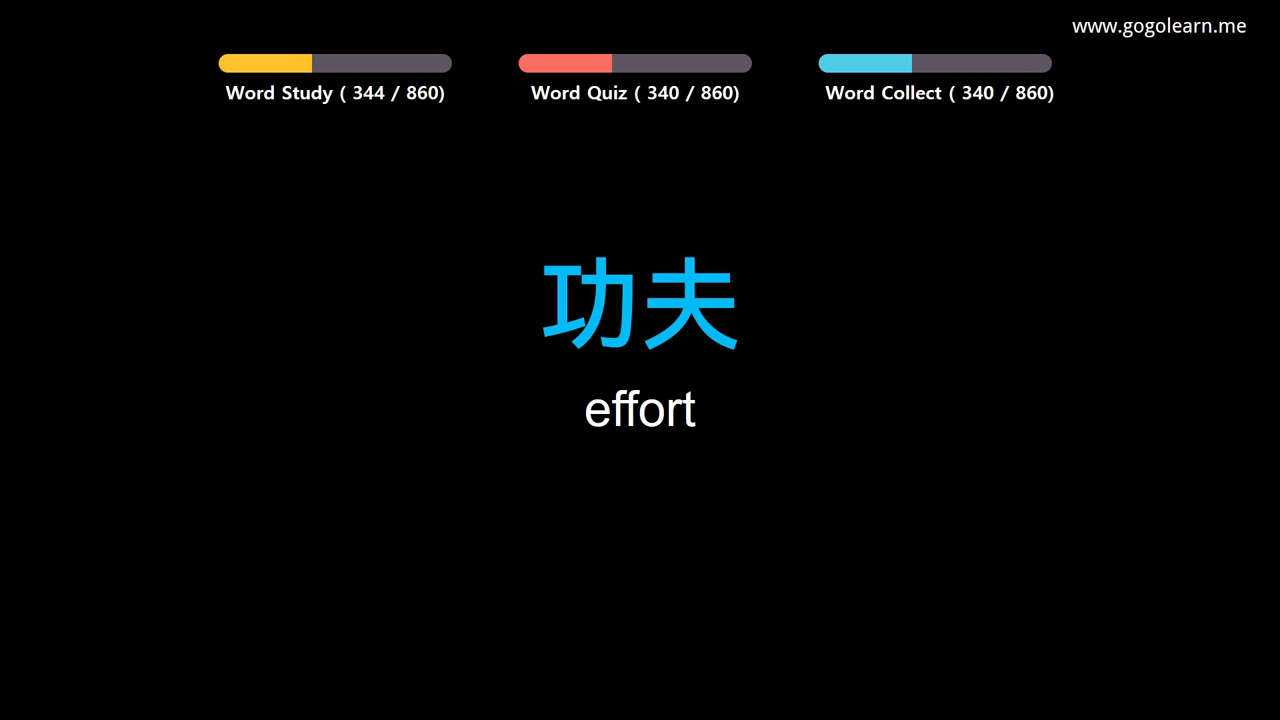 www.gogolearn.me
Word Study ( 344 / 860)
Word Quiz ( 340 / 860)
Word Collect ( 340 / 860)
功夫
effort